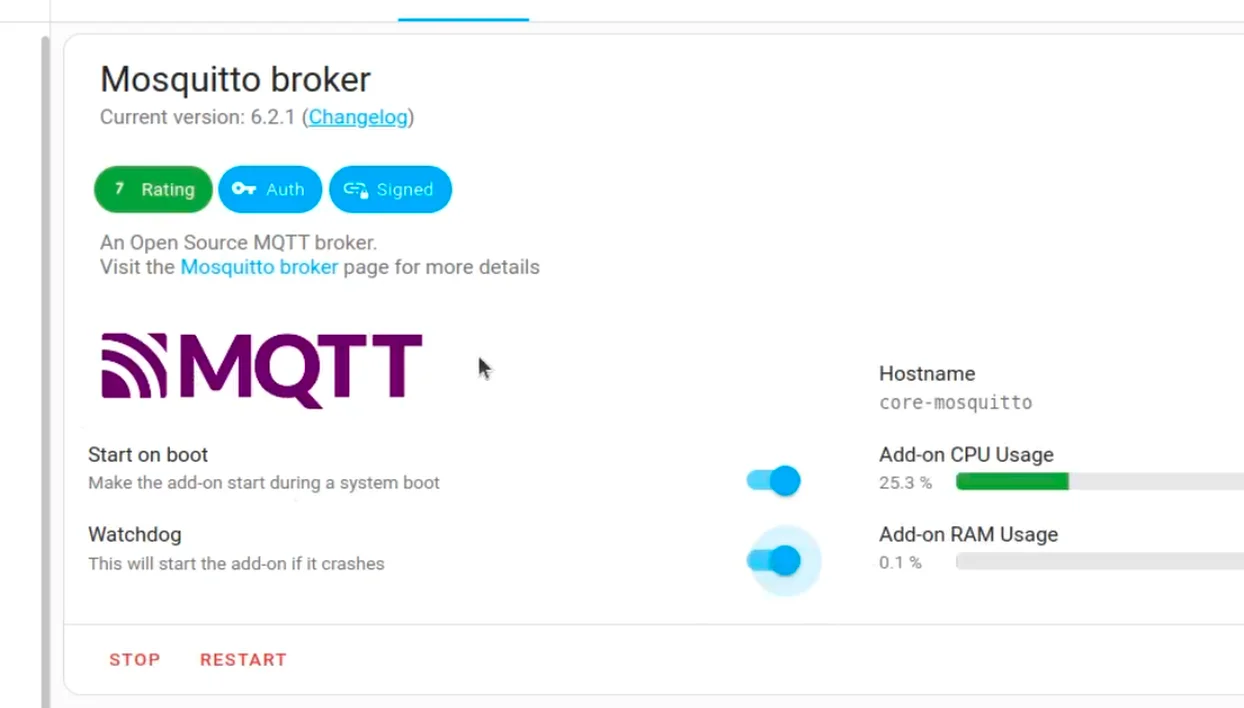 Mosquitto broker
Current version: 6.2.1 (Changelog)
7 Rating
Auth
Signed
An Open Source MQTT broker.
Visit the Mosquitto broker page for more details
MQTT
Hostname
core-mosquitto
Start on boot
Make the add-on start during a system boot
Add-on CPU Usage
25.3 %
Watchdog
This will start the add-on if it crashes
Add-on RAM Usage
0.1 %
STOP
RESTART